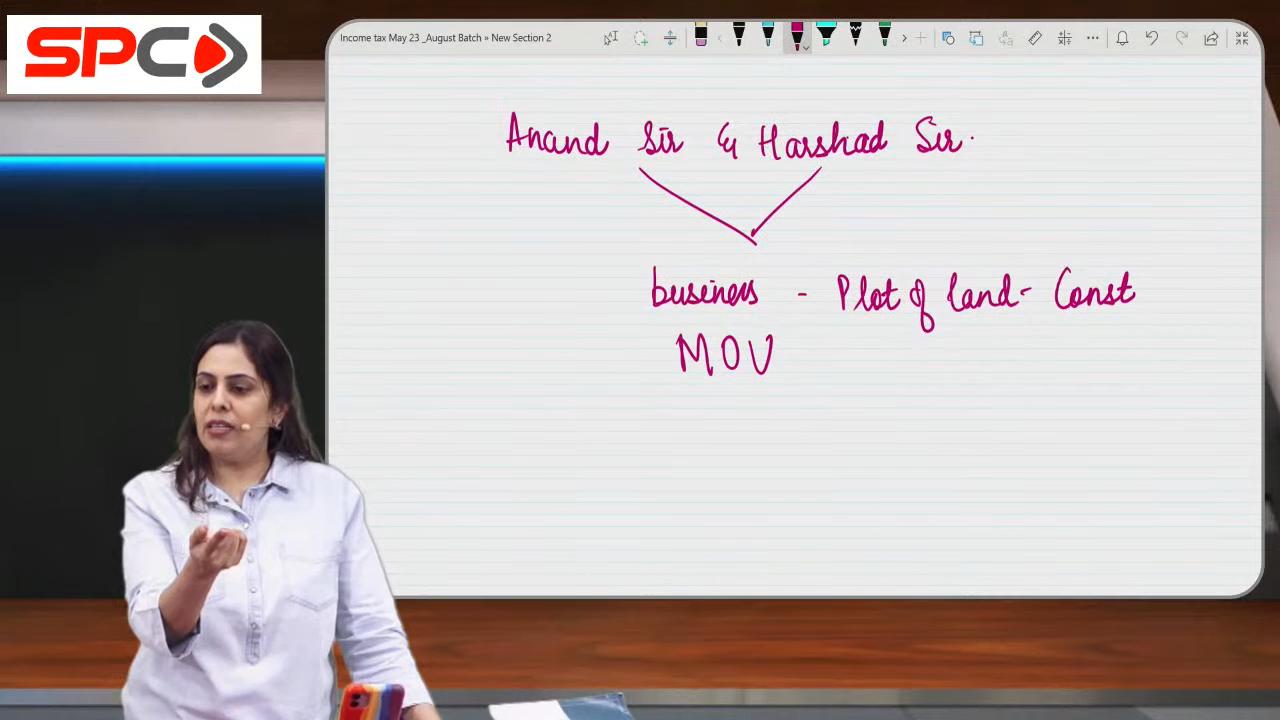 SPC
Income tax May 23 _August Batch » New Section 2
Anand Sir & Harshad Sir.
business - Plot of land - Const
MOU